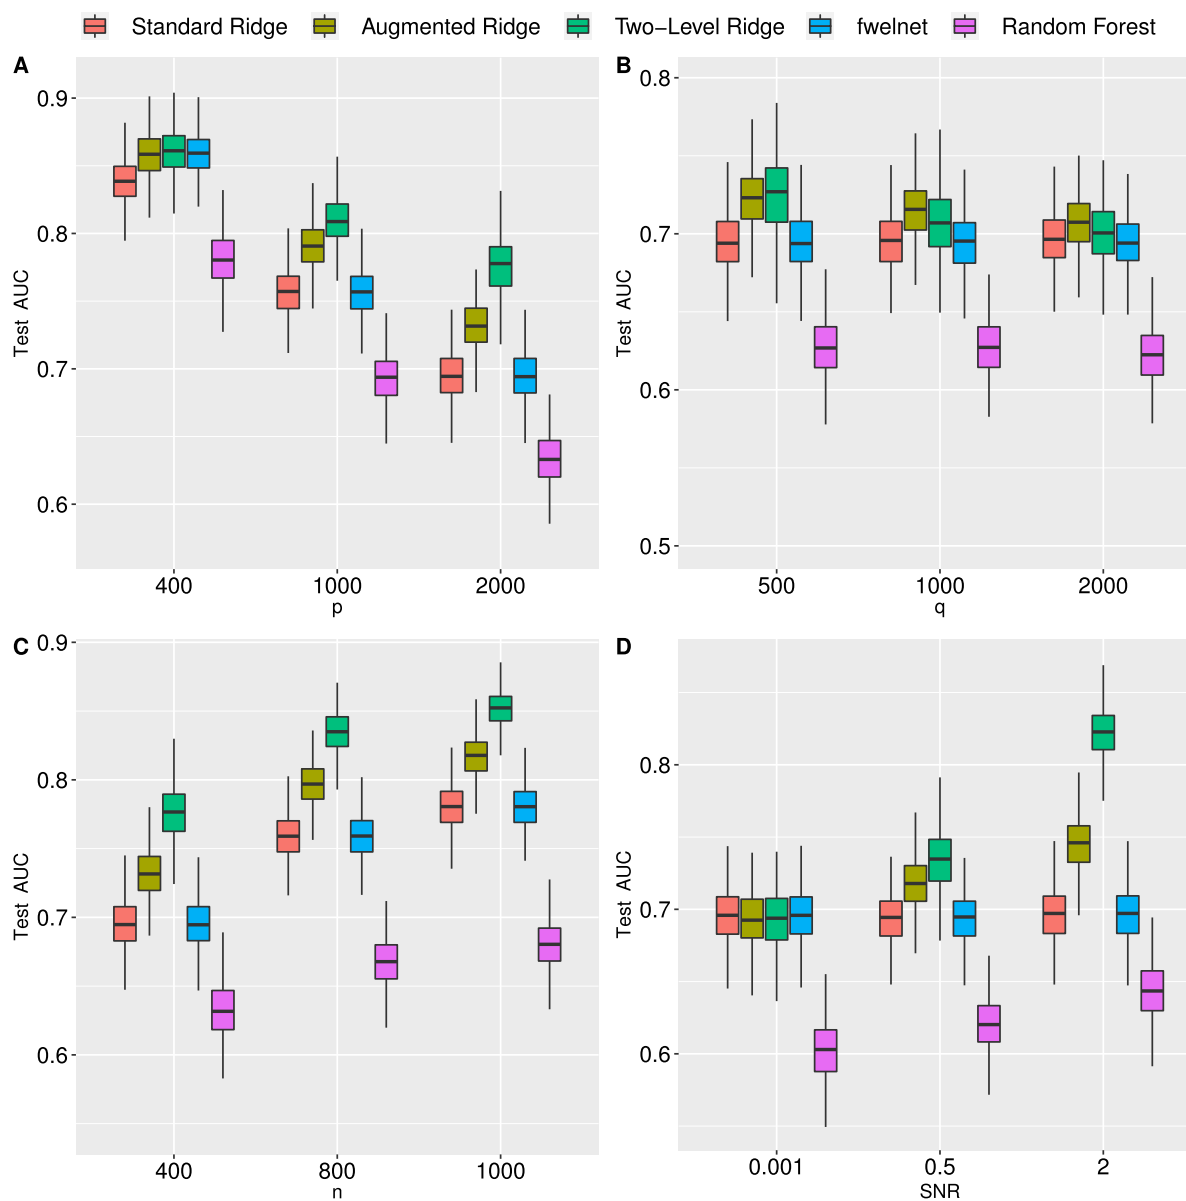 Standard Ridge Augmented Ridge Two−Level Ridge fwelnet Random Forest
A
0.9
0.8
0.7
0.6
Test AUC
400 1000 2000
p
B
0.8
0.7
0.6
0.5
Test AUC
500 1000 2000
q
C
0.9
0.8
0.7
0.6
Test AUC
400 800 1000
n
D
0.8
0.7
0.6
Test AUC
0.001 0.5 2
SNR